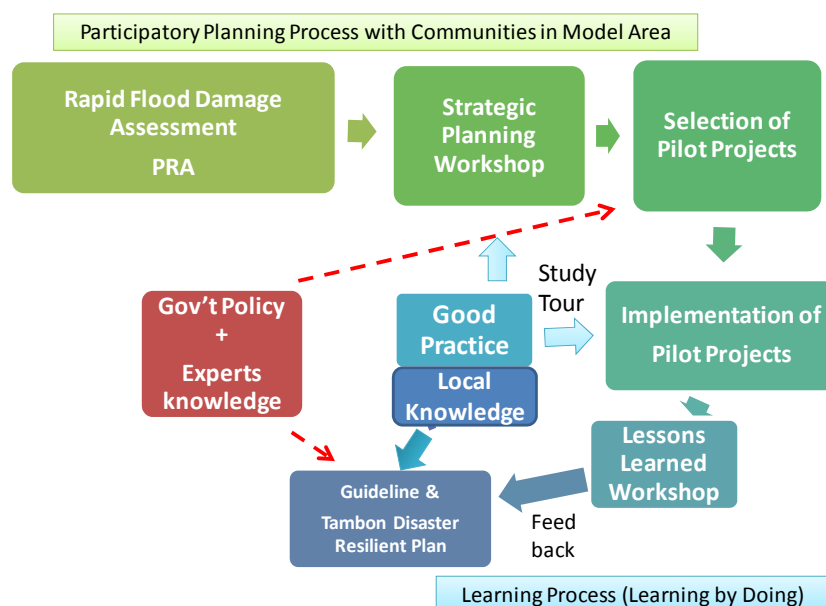 Participatory Planning Process with Communities in Model Area
Rapid Flood Damage
Assessment
PRA
Strategic
Planning
Workshop
Selection of
Pilot Projects
Study
Tour
Gov't Policy
+
Experts
knowledge
Good
Practice
Local
Knowledge
Implementation of
Pilot Projects
Lessons
Learned
Workshop
Guideline &
Tambon Disaster
Resilient Plan
Feed
back
Learning Process (Learning by Doing)